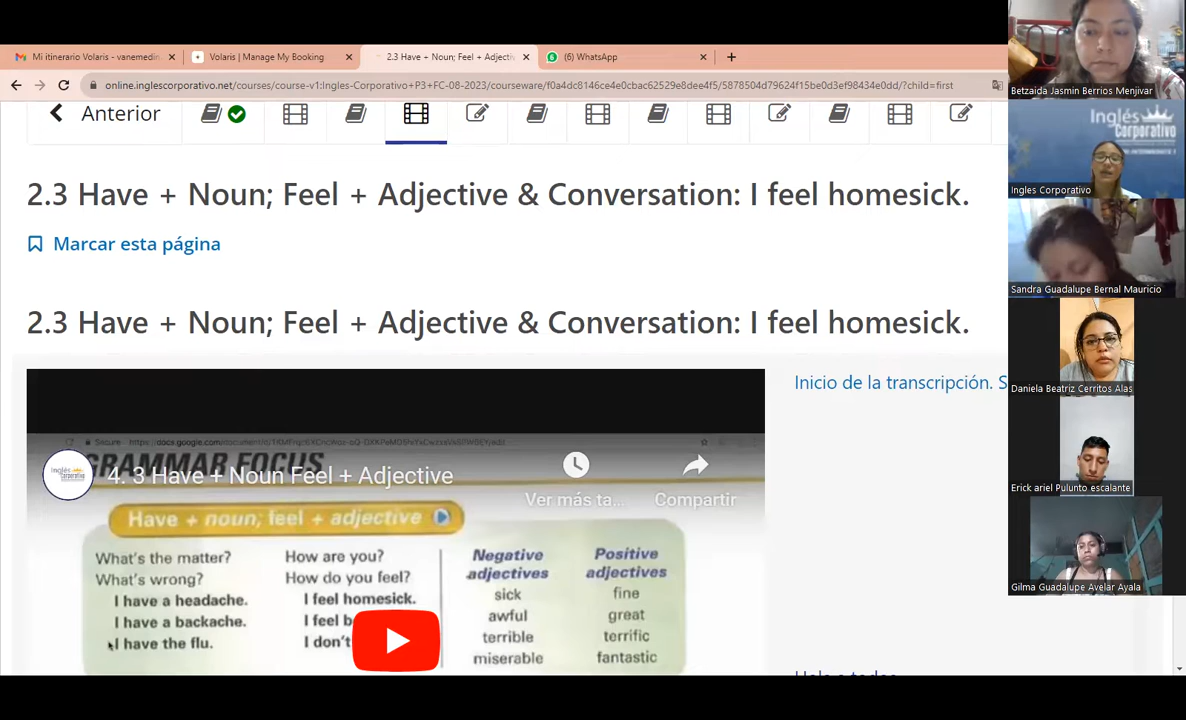 Mi itinerario Volaris - vanemedin
Volaris | Manage My Booking
2.3 Have + Noun; Feel + Adjectiv
(6) WhatsApp
online.inglescorporativo.net/courses/course-v1:Ingles-Corporativo+P3+FC-08-2023/courseware/f0a4dc8146ce4e0cbac62529e8dee4f5/5878504d79624f15be0d3ef98434e0dd/?child=first
Anterior
2.3 Have + Noun; Feel + Adjective & Conversation: I feel homesick.
Marcar esta página
2.3 Have + Noun; Feel + Adjective & Conversation: I feel homesick.
Inicio de la transcripción. S
GRAMMAR FOCUS
4. 3 Have + Noun Feel + Adjective
Ver más ta...
Compartir
Have + noun; feel + adjective
What's the matter?
What's wrong?
I have a headache.
I have a backache.
I have the flu.
How are you?
How do you feel?
I feel homesick.
I feel b
I don't
Negative
adjectives
sick
awful
terrible
miserable
Positive
adjectives
fine
great
terrific
fantastic
Betzaida Jasmin Berrios Menjivar
Inglés
Corporativo
Ingles Corporativo
Sandra Guadalupe Bernal Mauricio
Daniela Beatriz Cerritos Alas
Erick ariel Pulunto escalante
Gilma Guadalupe Avelar Ayala